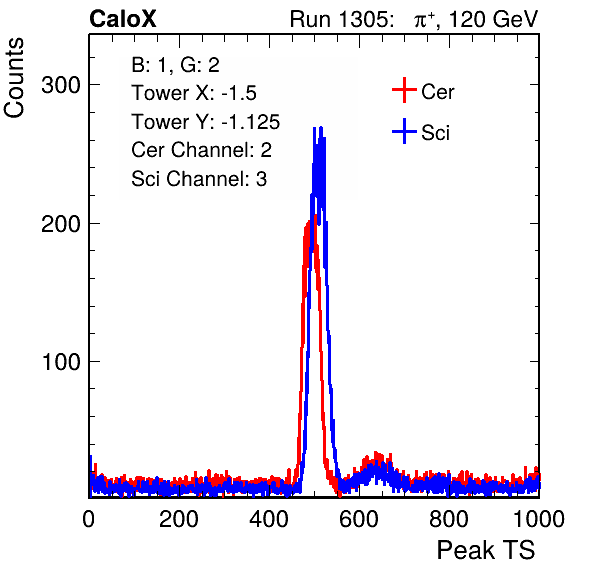 CaloX Run 1305: π⁺, 120 GeV
Counts
B: 1, G: 2
Tower X: -1.5
Tower Y: -1.125
Cer Channel: 2
Sci Channel: 3
Cer
Sci
300
200
100
0 200 400 600 800 1000
Peak TS